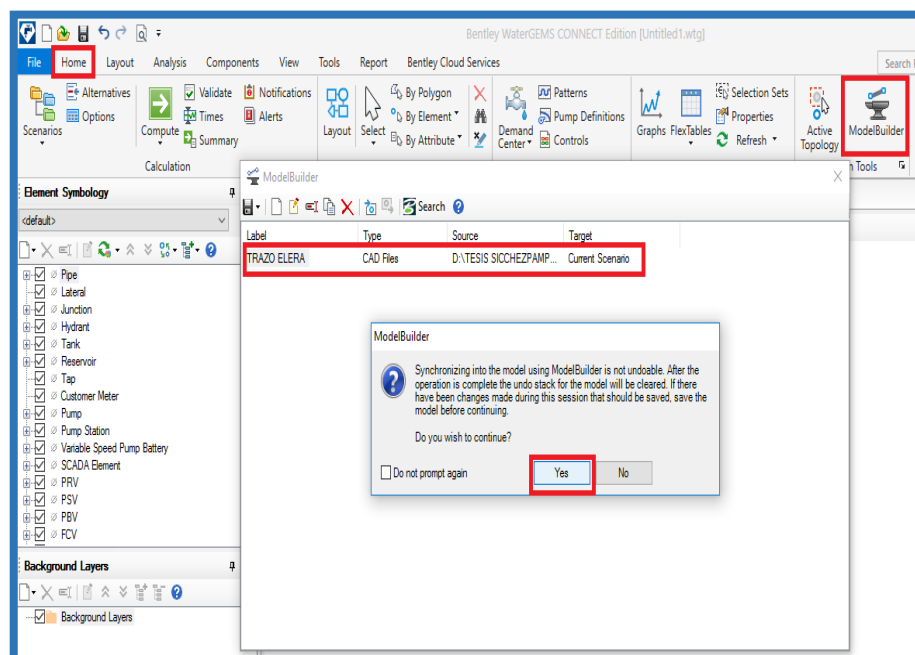 Bentley WaterGEMS CONNECT Edition [Untitled1.wtg]
File Home Layout Analysis Components View Tools Report Bentley Cloud Services Search
Alternatives Validate Notifications By Polygon Patterns Selection Sets
Options Times Alerts By Element Pump Definitions Properties
Scenarios Compute Summary Layout Select By Attribute Demand Center Controls Graphs FlexTables Refresh Active Topology ModelBuilder
Calculation Tools
Element Symbology
<default>
Pipe
Lateral
Junction
Hydrant
Tank
Reservoir
Tap
Customer Meter
Pump
Pump Station
Variable Speed Pump Battery
SCADA Element
PRV
PSV
PBV
FCV
Background Layers
Background Layers
ModelBuilder
Search
Label Type Source Target
TRAZO ELERA CAD Files D:\TESIS SICCHEZPAMP... Current Scenario
ModelBuilder
Synchronizing into the model using ModelBuilder is not undoable. After the
operation is complete the undo stack for the model will be cleared. If there
have been changes made during this session that should be saved, save the
model before continuing.
Do you wish to continue?
Do not prompt again Yes No